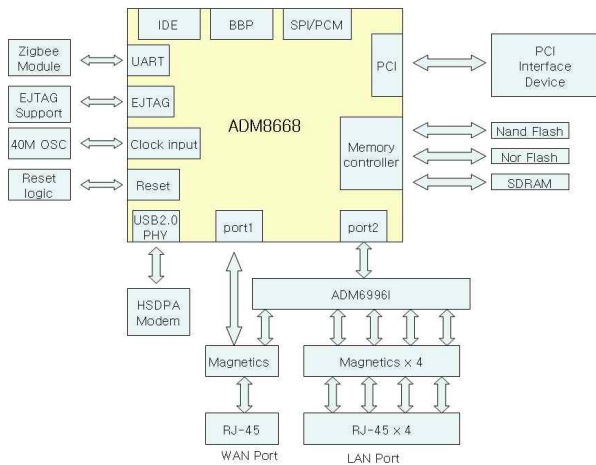 IDE
BBP
SPI/PCM
Zigbee
Module
UART
PCI
PCI
Interface
Device
EJTAG
Support
EJTAG
ADM8668
40M OSC
Clock input
Memory
controller
Nand Flash
Nor Flash
SDRAM
Reset
logic
Reset
USB2.0
PHY
port1
port2
HSDPA
Modem
ADM6996I
Magnetics
Magnetics x 4
RJ-45
RJ-45 x 4
WAN Port
LAN Port